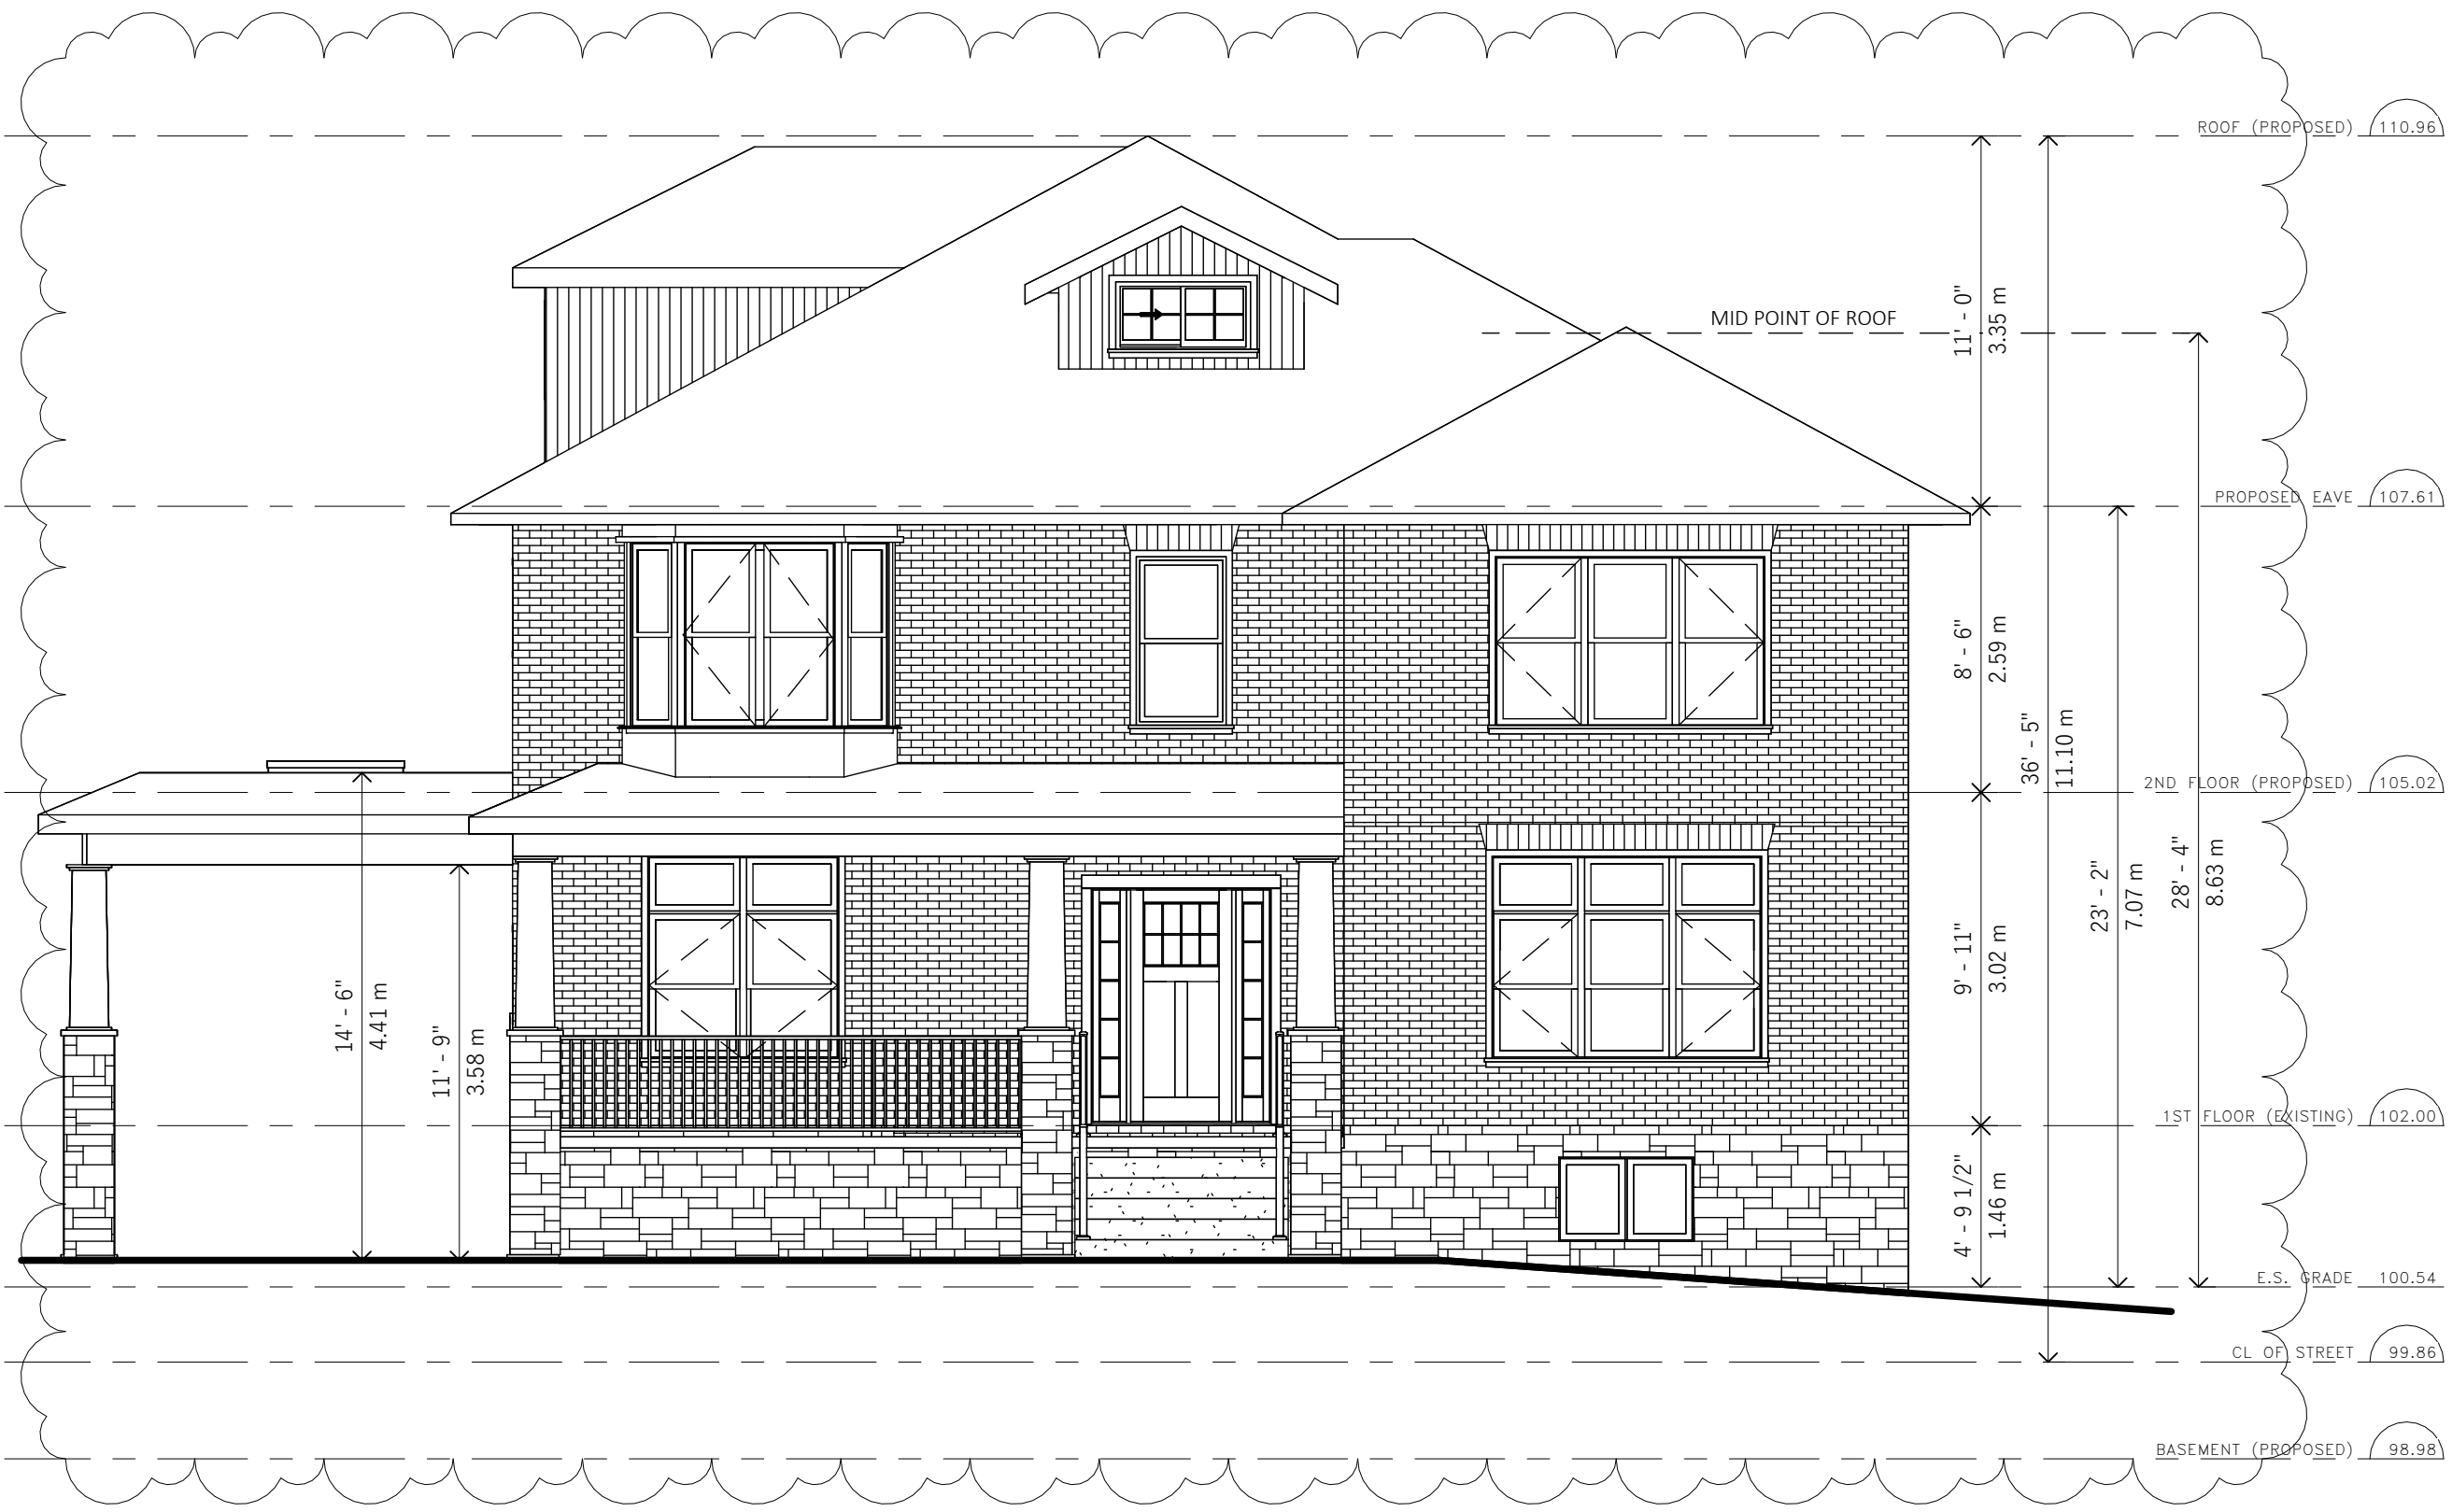 ROOF (PROPOSED) 110.96
MID POINT OF ROOF
11' - 0"
3.35 m
PROPOSED EAVE 107.61
8' - 6"
2.59 m
36' - 5"
11.10 m
2ND FLOOR (PROPOSED) 105.02
23' - 2"
7.07 m
28' - 4"
8.63 m
9' - 11"
3.02 m
14' - 6"
4.41 m
11' - 9"
3.58 m
1ST FLOOR (EXISTING) 102.00
4' - 9 1/2"
1.46 m
E.S. GRADE 100.54
CL OF STREET 99.86
BASEMENT (PROPOSED) 98.98